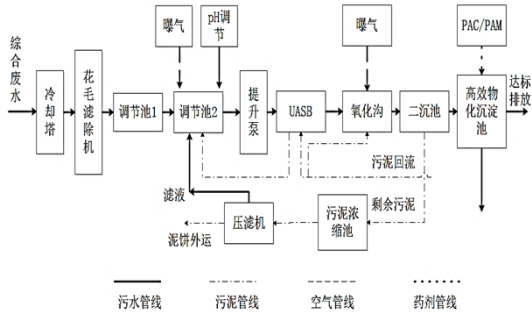 曝气
pH调
节
曝气
PAC/PAM
综合
废水
冷却塔
花毛滤除机
调节池1
调节池2
提升泵
UASB
氧化沟
二沉池
高效物
化沉淀
池
达标
排放
污泥回流
滤液
压滤机
污泥浓
缩池
剩余污泥
泥饼外运
污水管线
污泥管线
空气管线
药剂管线